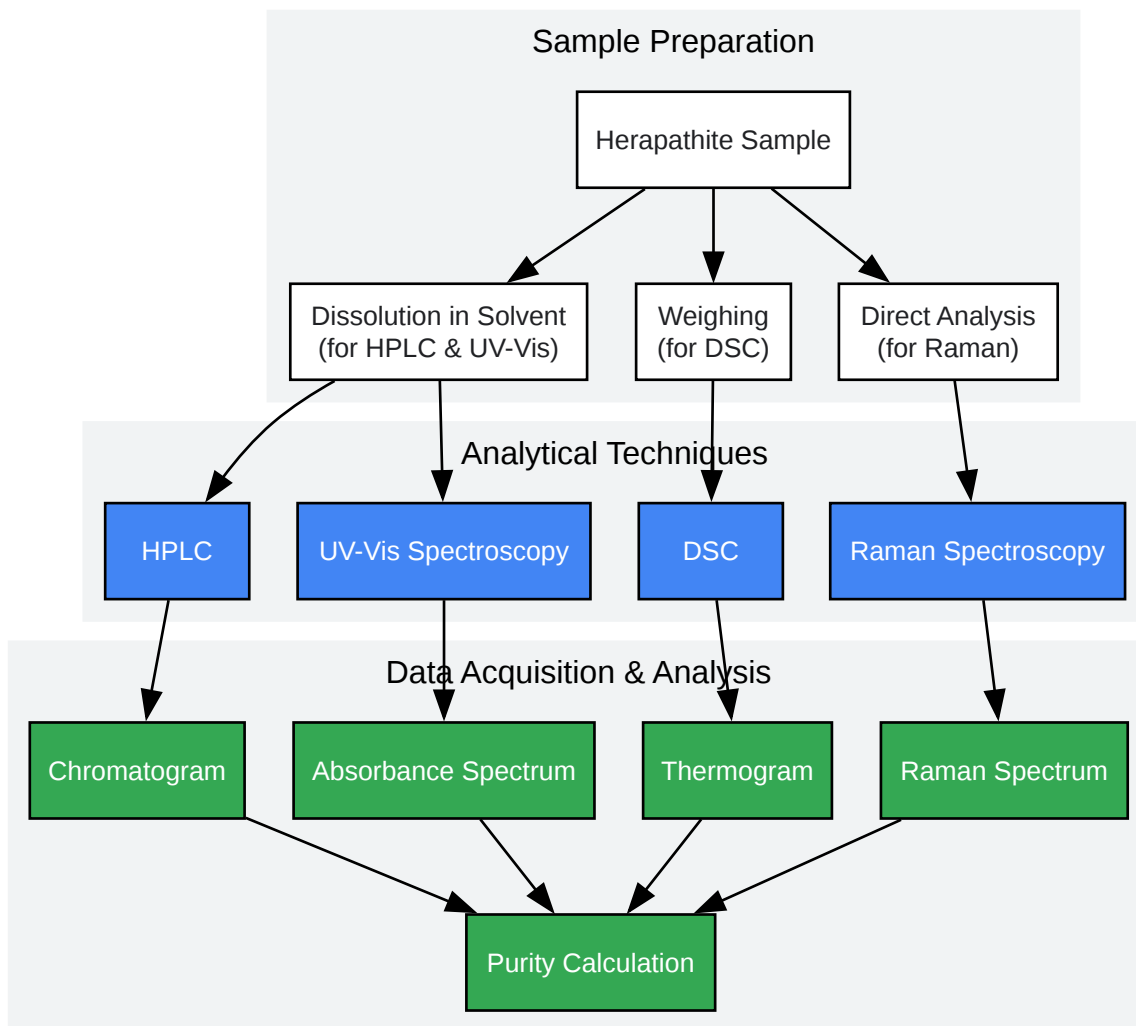 Sample Preparation
Herapathite Sample
Dissolution in Solvent
(for HPLC & UV-Vis)
Weighing
(for DSC)
Direct Analysis
(for Raman)
Analytical Techniques
HPLC
UV-Vis Spectroscopy
DSC
Raman Spectroscopy
Data Acquisition & Analysis
Chromatogram
Absorbance Spectrum
Thermogram
Raman Spectrum
Purity Calculation